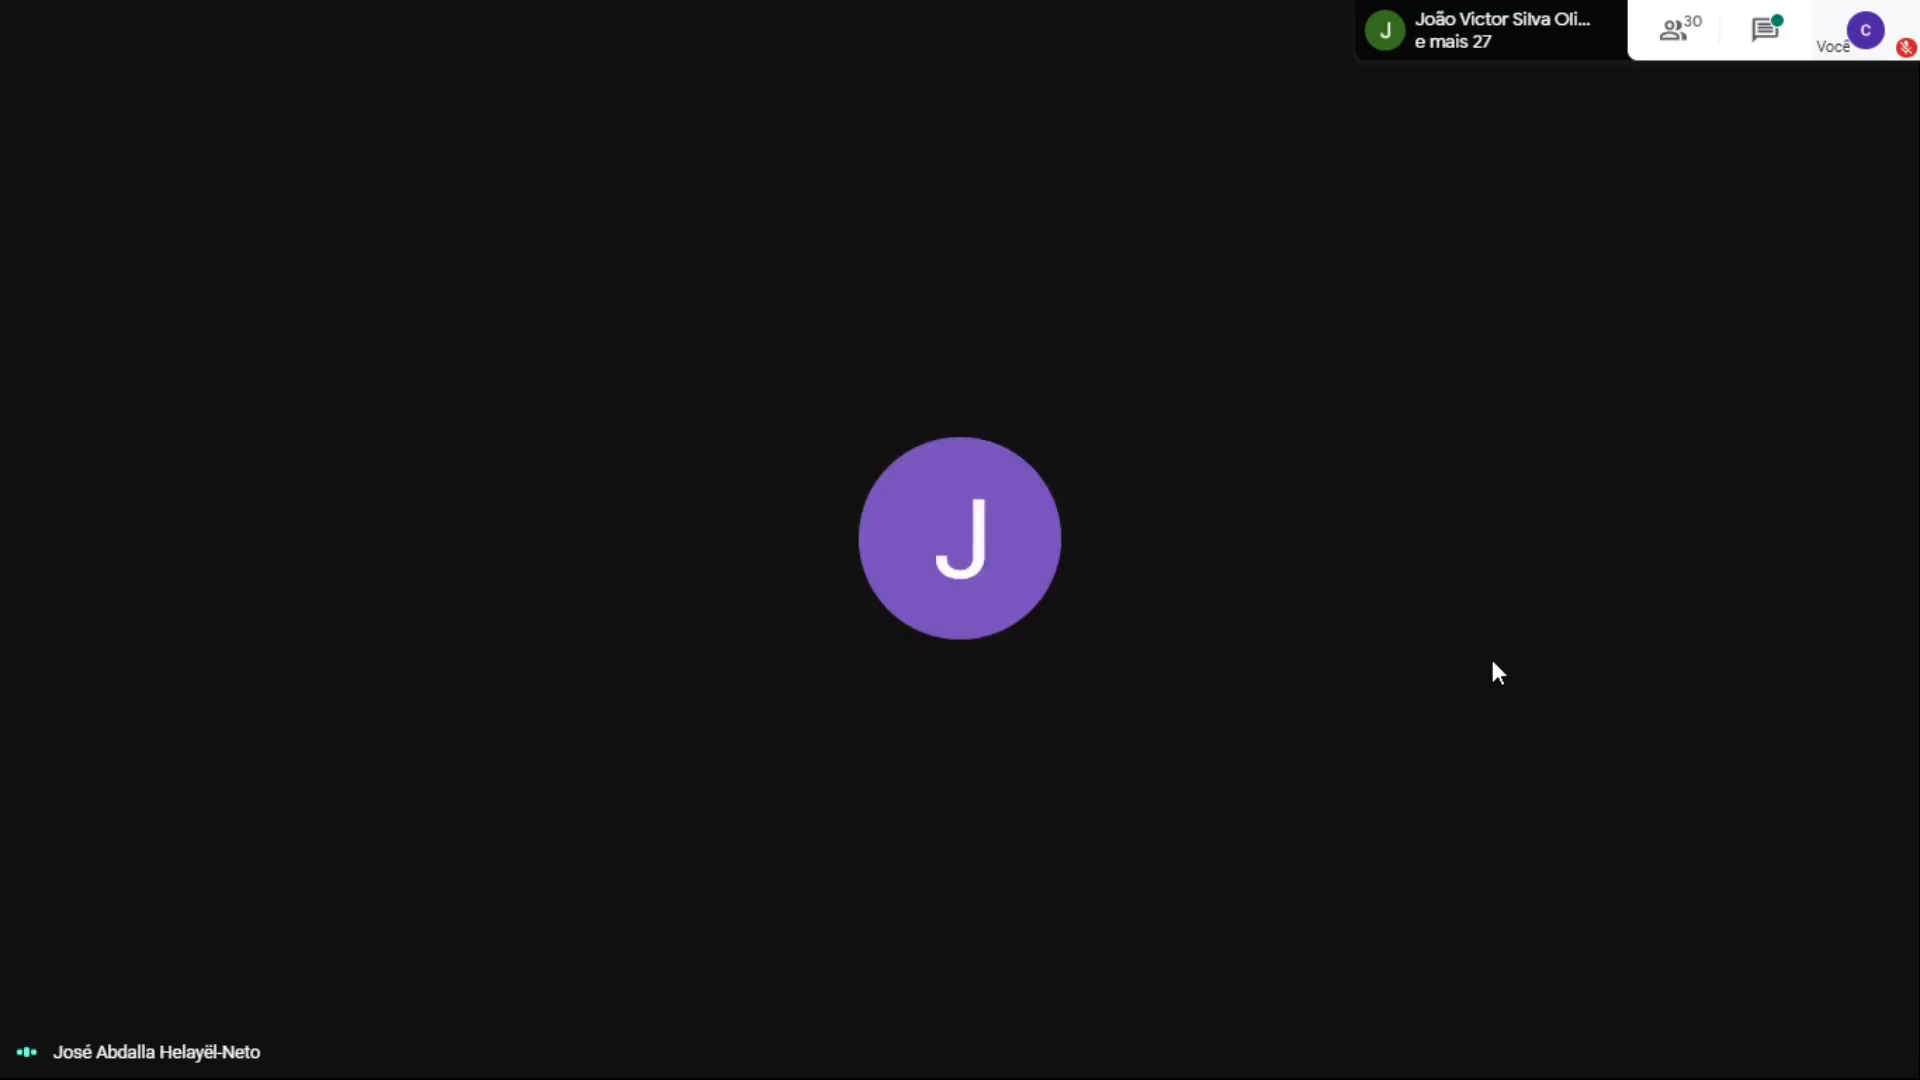 J
João Victor Silva Oli...
e mais 27
30
Você
C
J
José Abdalla Helayël-Neto